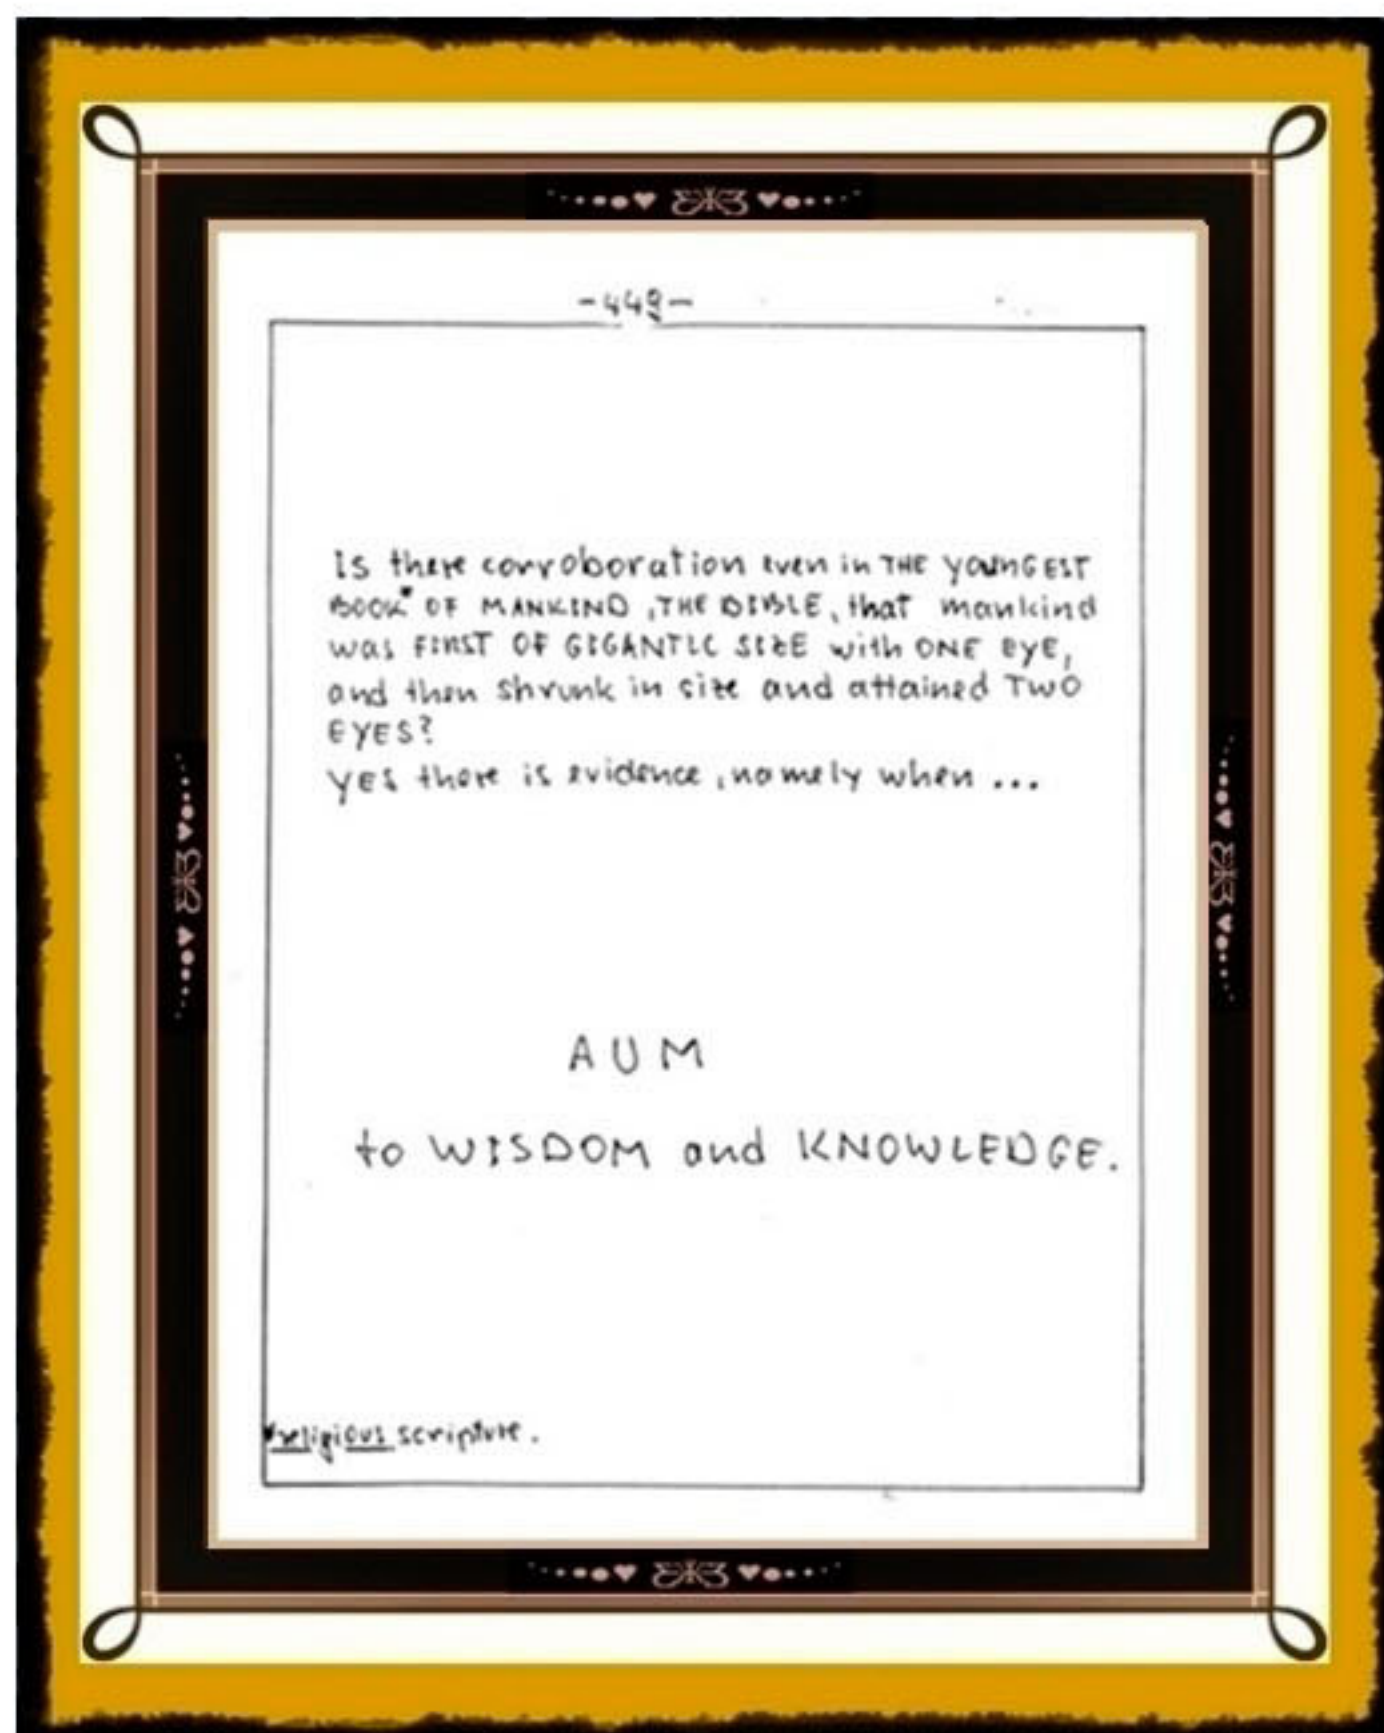 -449-
Is there corroboration even in THE YOUNGEST
BOOK* OF MANKIND, THE BIBLE, that mankind
was FIRST OF GIGANTIC SIZE with ONE EYE,
and then shrunk in size and attained TWO
EYES?
YES there is evidence, namely when ...
AUM
to WISDOM and KNOWLEDGE.
*religious scripture.